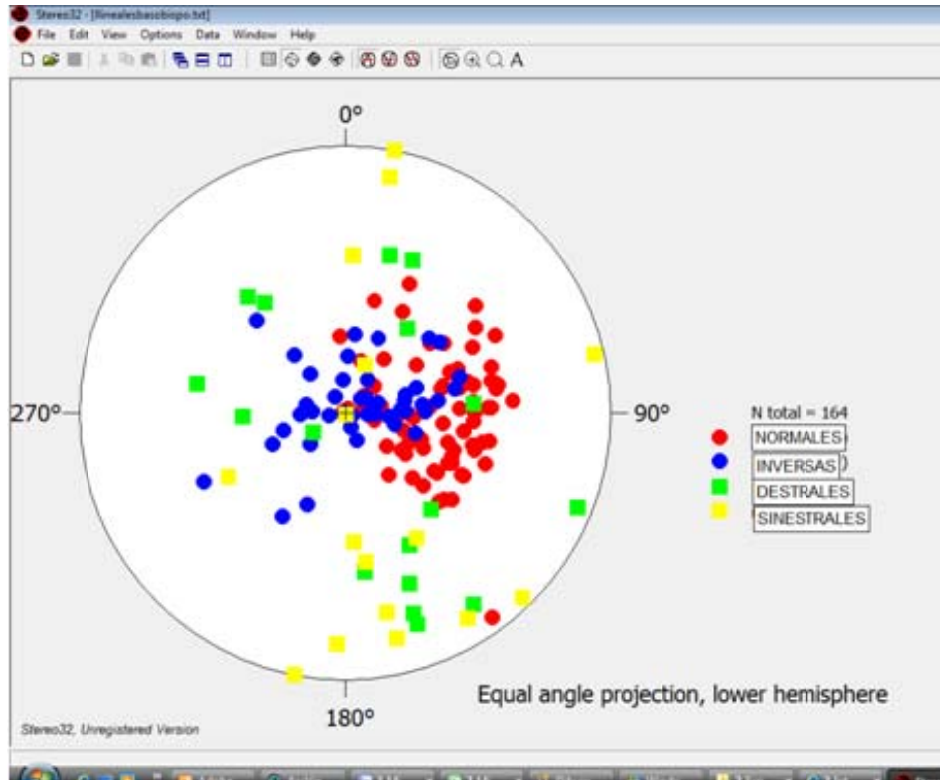 Stereo32 - [llinealesbasobispo.txt]
File Edit View Options Data Window Help
A
0°
270°
90°
180°
N total = 164
NORMALES
INVERSAS )
DESTRALES
SINESTRALES
Equal angle projection, lower hemisphere
Stereo32, Unregistered Version